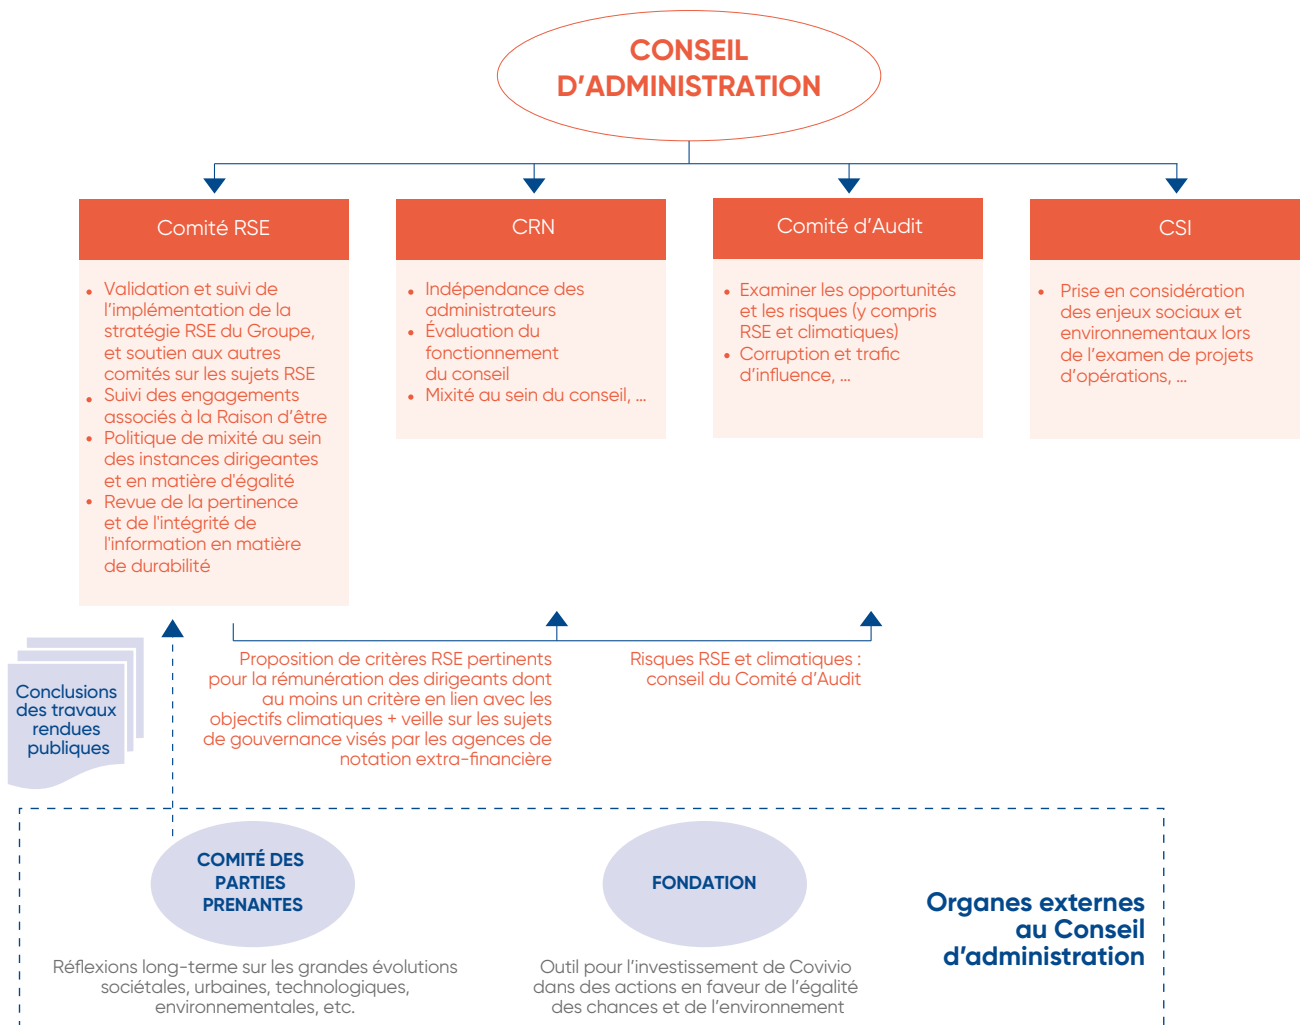 CONSEIL
D'ADMINISTRATION
Comité RSE
• Validation et suivi de
l'implémentation de la
stratégie RSE du Groupe,
et soutien aux autres
comités sur les sujets RSE
• Suivi des engagements
associés à la Raison d'être
• Politique de mixité au sein
des instances dirigeantes
et en matière d'égalité
• Revue de la pertinence
et de l'intégrité de
l'information en matière
de durabilité
CRN
• Indépendance des
administrateurs
• Évaluation du
fonctionnement
du conseil
• Mixité au sein du conseil, ...
Comité d'Audit
• Examiner les opportunités
et les risques (y compris
RSE et climatiques)
• Corruption et trafic
d'influence, ...
CSI
• Prise en considération
des enjeux sociaux et
environnementaux lors
de l'examen de projets
d'opérations, ...
Conclusions
des travaux
rendues
publiques
Proposition de critères RSE pertinents
pour la rémunération des dirigeants dont
au moins un critère en lien avec les
objectifs climatiques + veille sur les sujets
de gouvernance visés par les agences de
notation extra-financière
Risques RSE et climatiques :
conseil du Comité d'Audit
COMITÉ DES
PARTIES
PRENANTES
Réflexions long-terme sur les grandes évolutions
sociétales, urbaines, technologiques,
environnementales, etc.
FONDATION
Outil pour l'investissement de Covivio
dans des actions en faveur de l'égalité
des chances et de l'environnement
Organes externes
au Conseil
d'administration